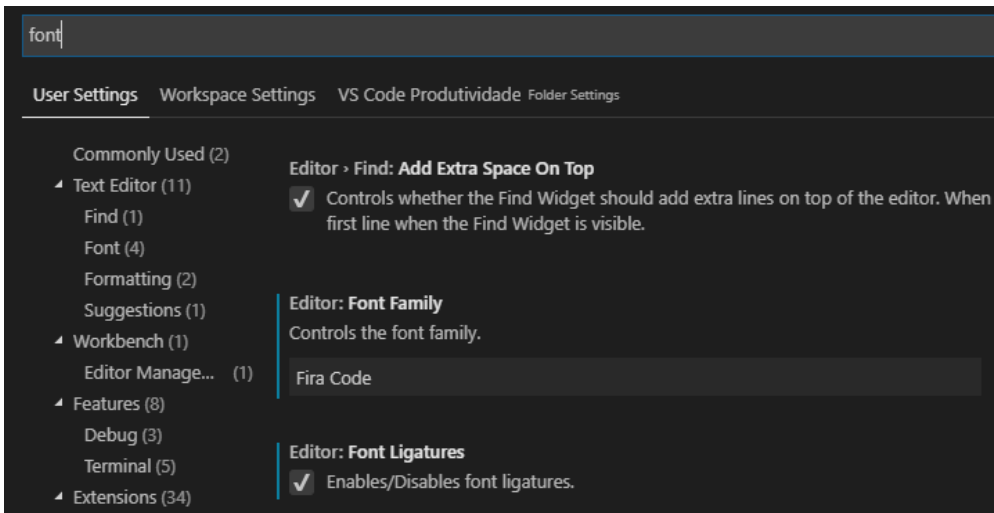 font
User Settings Workspace Settings VS Code Produtividade Folder Settings
Commonly Used (2)
Text Editor (11)
Find (1)
Font (4)
Formatting (2)
Suggestions (1)
Workbench (1)
Editor Manage... (1)
Features (8)
Debug (3)
Terminal (5)
Extensions (34)
Editor › Find: Add Extra Space On Top
Controls whether the Find Widget should add extra lines on top of the editor. When
first line when the Find Widget is visible.
Editor: Font Family
Controls the font family.
Fira Code
Editor: Font Ligatures
Enables/Disables font ligatures.